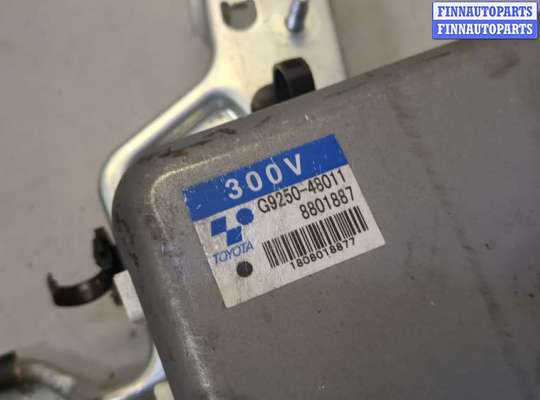 FINNAUTOPARTS
FINNAUTOPARTS
300V
G9250-48011
8801887
TOYOTA
1808018877